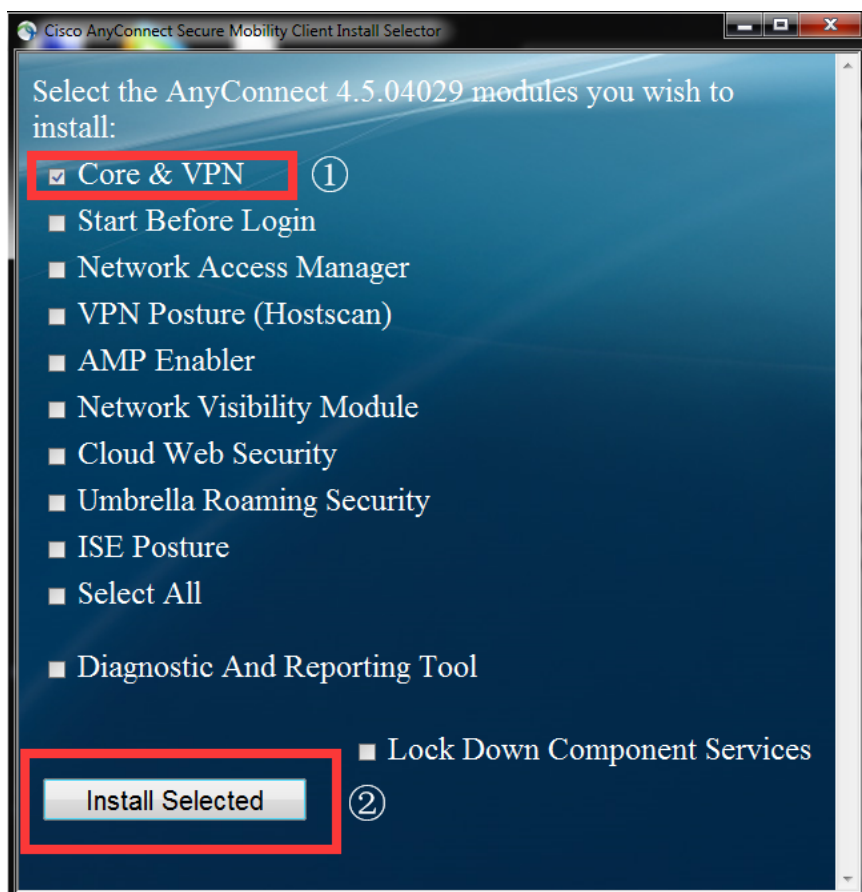 Cisco AnyConnect Secure Mobility Client Install Selector
Select the AnyConnect 4.5.04029 modules you wish to
install:
Core & VPN ①
Start Before Login
Network Access Manager
VPN Posture (Hostscan)
AMP Enabler
Network Visibility Module
Cloud Web Security
Umbrella Roaming Security
ISE Posture
Select All
Diagnostic And Reporting Tool
Lock Down Component Services
Install Selected ②